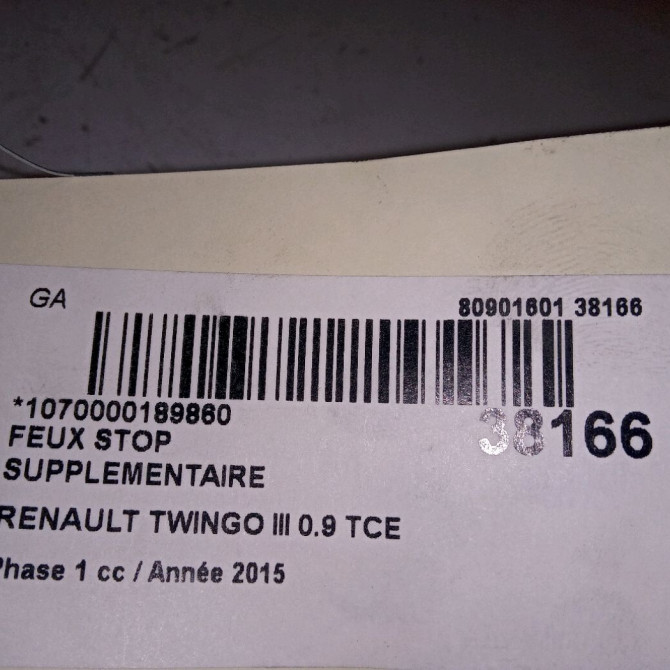 GA
80901601 38166
*1070000189860
38166
FEUX STOP
SUPPLEMENTAIRE
RENAULT TWINGO III 0.9 TCE
Phase 1 cc / Année 2015